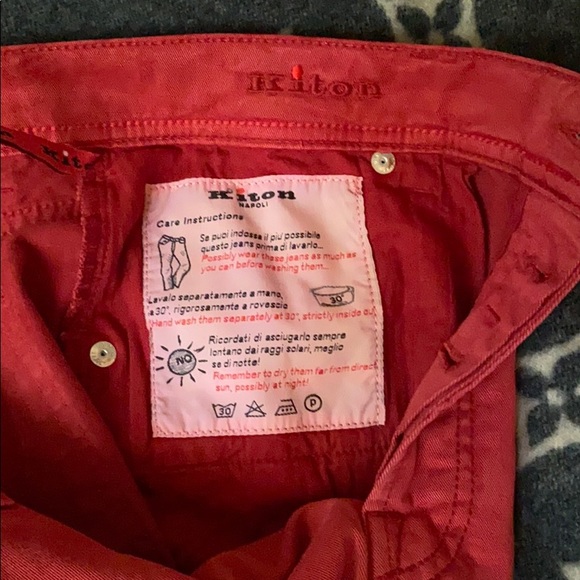 Kiton
Kit
Kiton
NAPOLI
Care Instructions
Se puoi indossa il piú possibile
questo jeans prima di lavarlo...
Possibly wear these jeans as much as
you can before washing them...
Lavalo separatamente a mano,
a 30°, rigorosamente a rovescio
Hand wash them separately at 30°, strictly inside out
30°
NO
Ricordati di asciugarlo sempre
lontano dai raggi solari, meglio
se di notte!
Remember to dry them far from direct
sun, possibly at night!
30 P